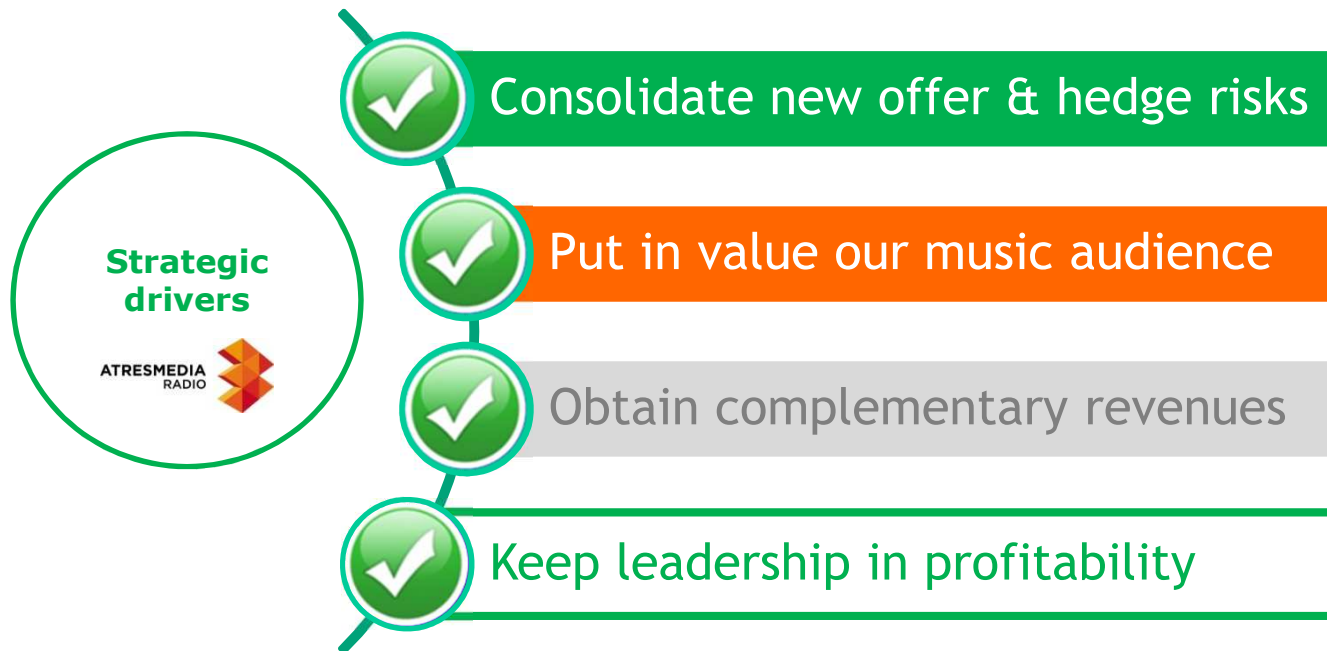 Strategic
drivers
ATRESMEDIA
RADIO
Consolidate new offer & hedge risks
Put in value our music audience
Obtain complementary revenues
Keep leadership in profitability